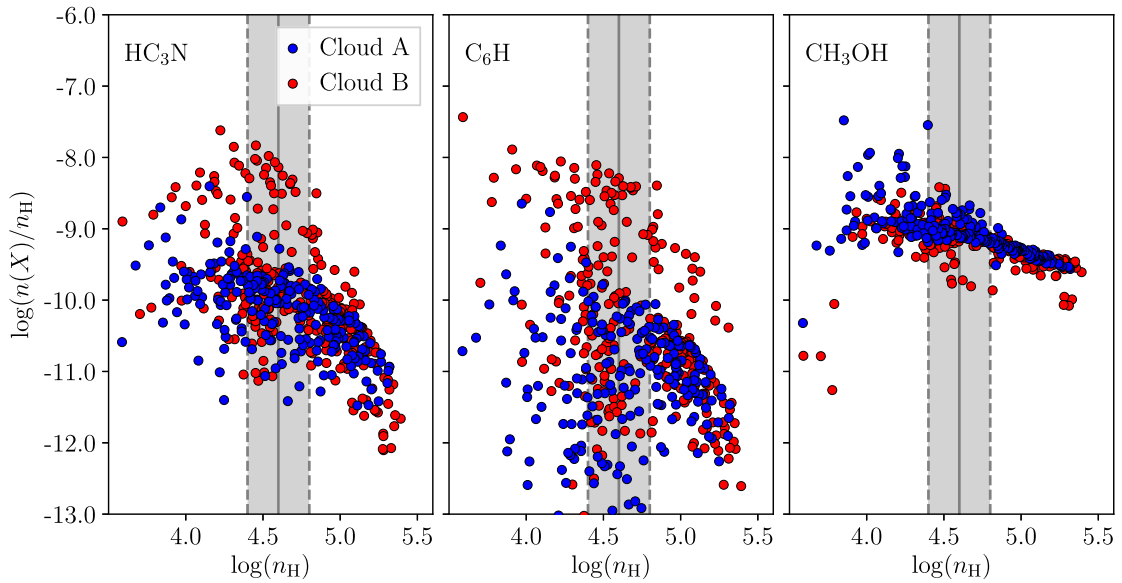 HC₃N
Cloud A
Cloud B
C₆H
CH₃OH
log(n(X)/n_H)
-6.0
-7.0
-8.0
-9.0
-10.0
-11.0
-12.0
-13.0
4.0 4.5 5.0 5.5
4.0 4.5 5.0 5.5
4.0 4.5 5.0 5.5
log(n_H)
log(n_H)
log(n_H)